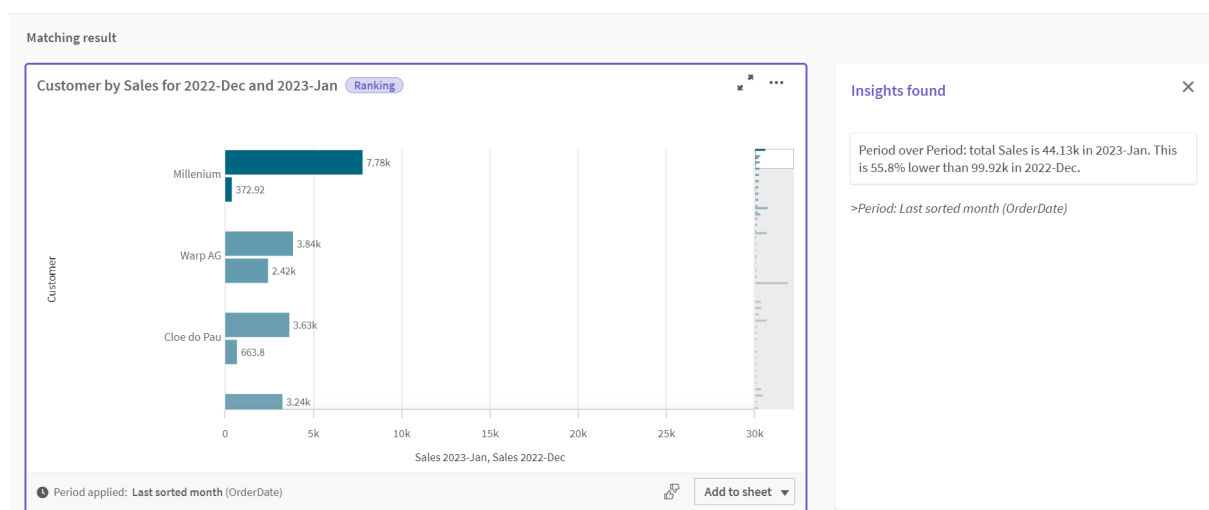 Matching result
Customer by Sales for 2022-Dec and 2023-Jan Ranking
Millenium
7.78k
372.92
Warp AG
3.84k
2.42k
Cloe do Pau
3.63k
663.8
3.24k
Customer
0 5k 10k 15k 20k 25k 30k
Sales 2023-Jan, Sales 2022-Dec
Period applied: Last sorted month (OrderDate)
Add to sheet
Insights found
Period over Period: total Sales is 44.13k in 2023-Jan. This
is 55.8% lower than 99.92k in 2022-Dec.
>Period: Last sorted month (OrderDate)